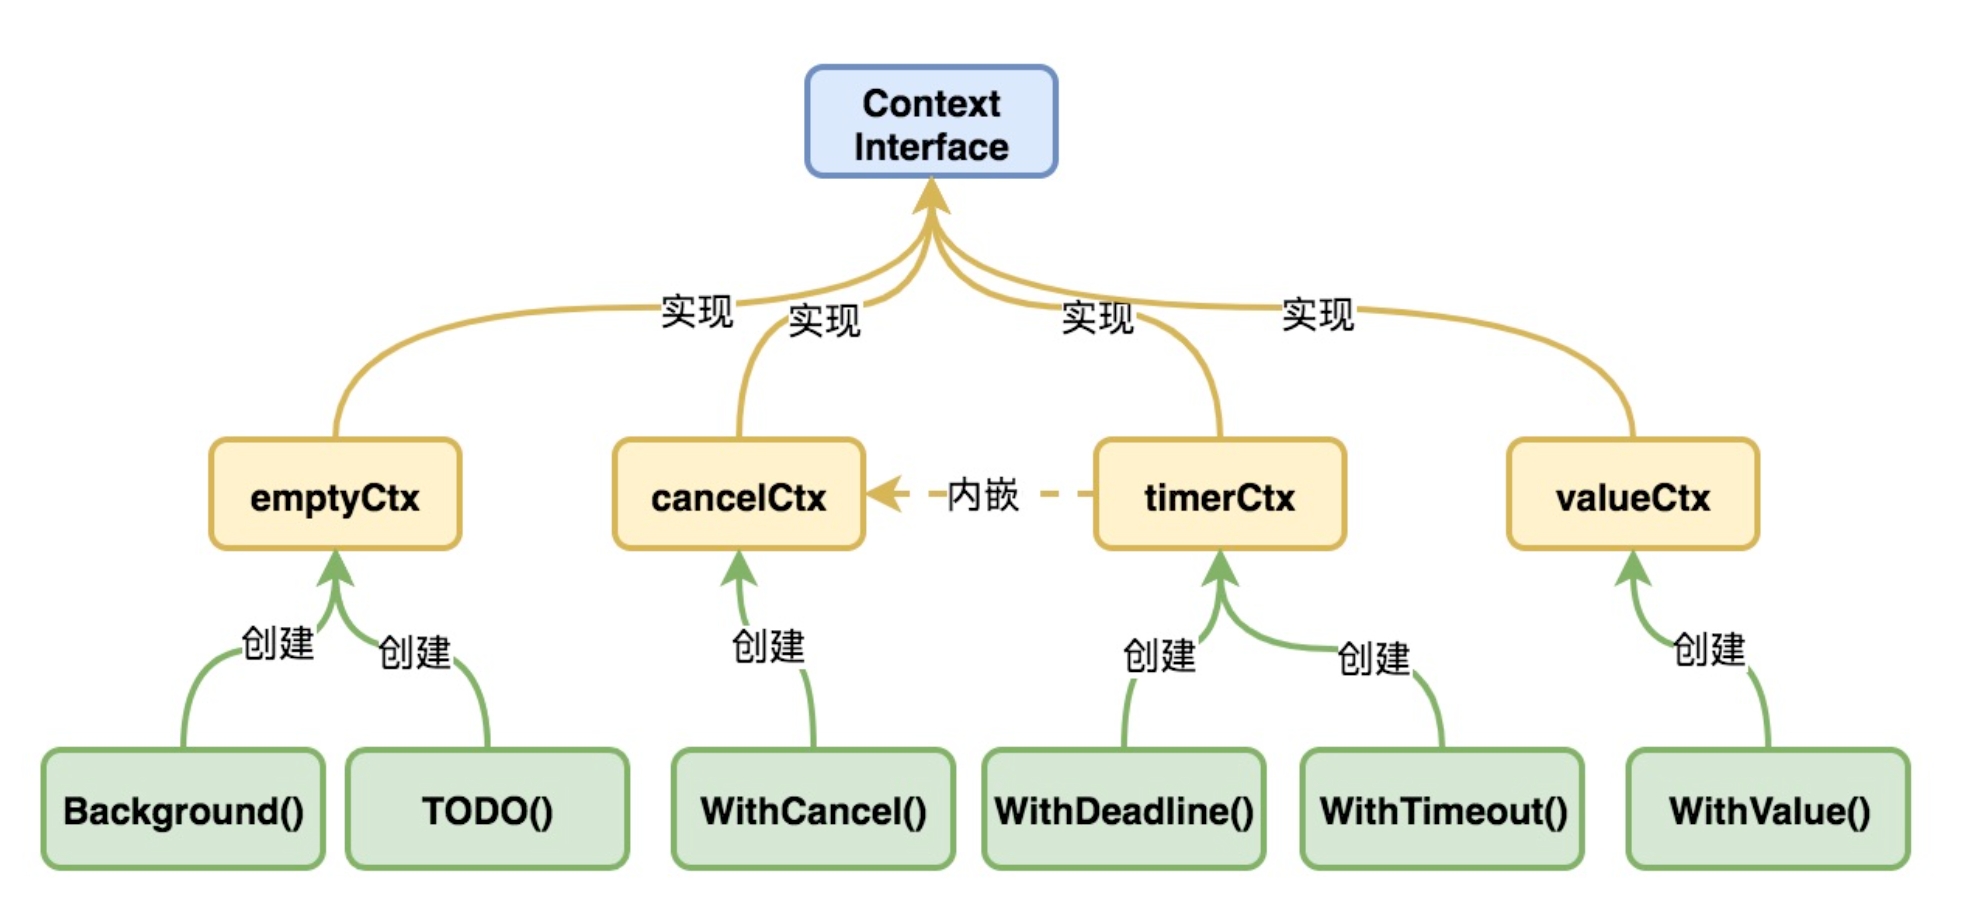 Context
Interface
实现
实现
实现
实现
emptyCtx
cancelCtx
内嵌
timerCtx
valueCtx
创建
创建
创建
创建
创建
创建
Background()
TODO()
WithCancel()
WithDeadline()
WithTimeout()
WithValue()